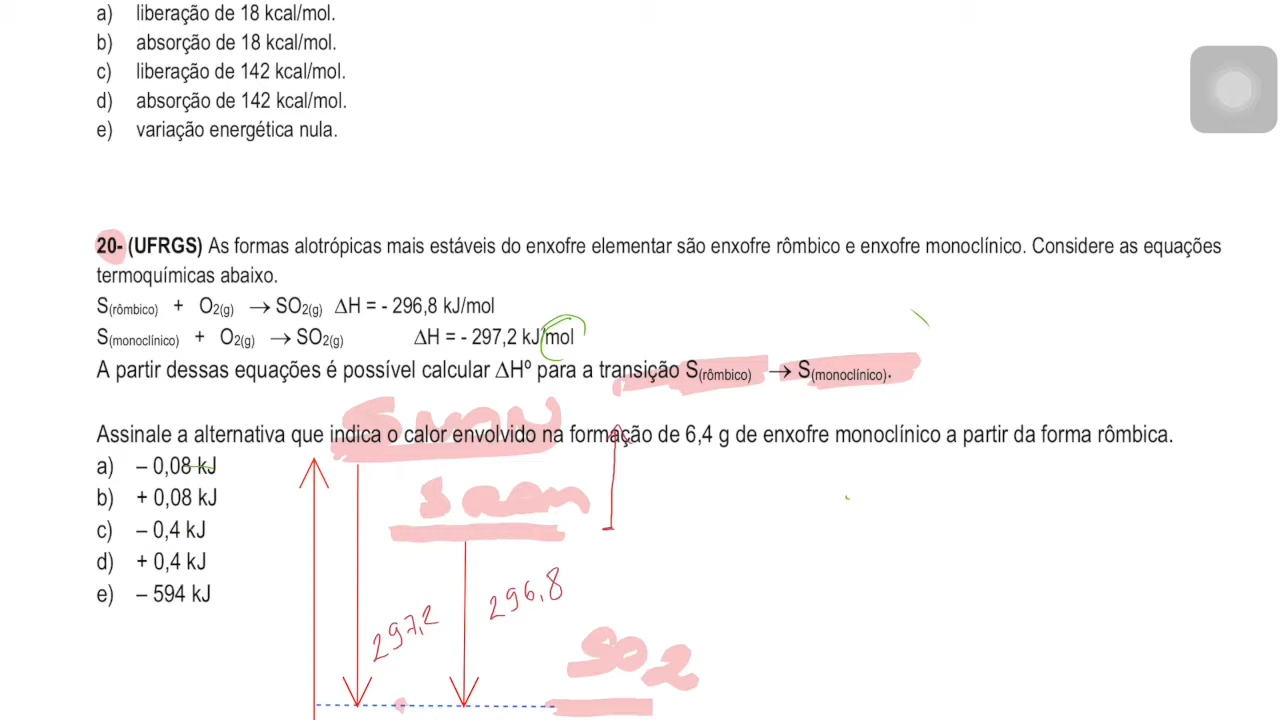 a) liberação de 18 kcal/mol.
b) absorção de 18 kcal/mol.
c) liberação de 142 kcal/mol.
d) absorção de 142 kcal/mol.
e) variação energética nula.
20- (UFRGS) As formas alotrópicas mais estáveis do enxofre elementar são enxofre rômbico e enxofre monoclínico. Considere as equações
termoquímicas abaixo.
S(rômbico) + O2(g) → SO2(g) ΔH = - 296,8 kJ/mol
S(monoclínico) + O2(g) → SO2(g) ΔH = - 297,2 kJ/mol
A partir dessas equações é possível calcular ΔHº para a transição S(rômbico) → S(monoclínico).
Assinale a alternativa que indica o calor envolvido na formação de 6,4 g de enxofre monoclínico a partir da forma rômbica.
a) – 0,08 kJ
b) + 0,08 kJ
c) – 0,4 kJ
d) + 0,4 kJ
e) – 594 kJ
297,2
296,8
SO2